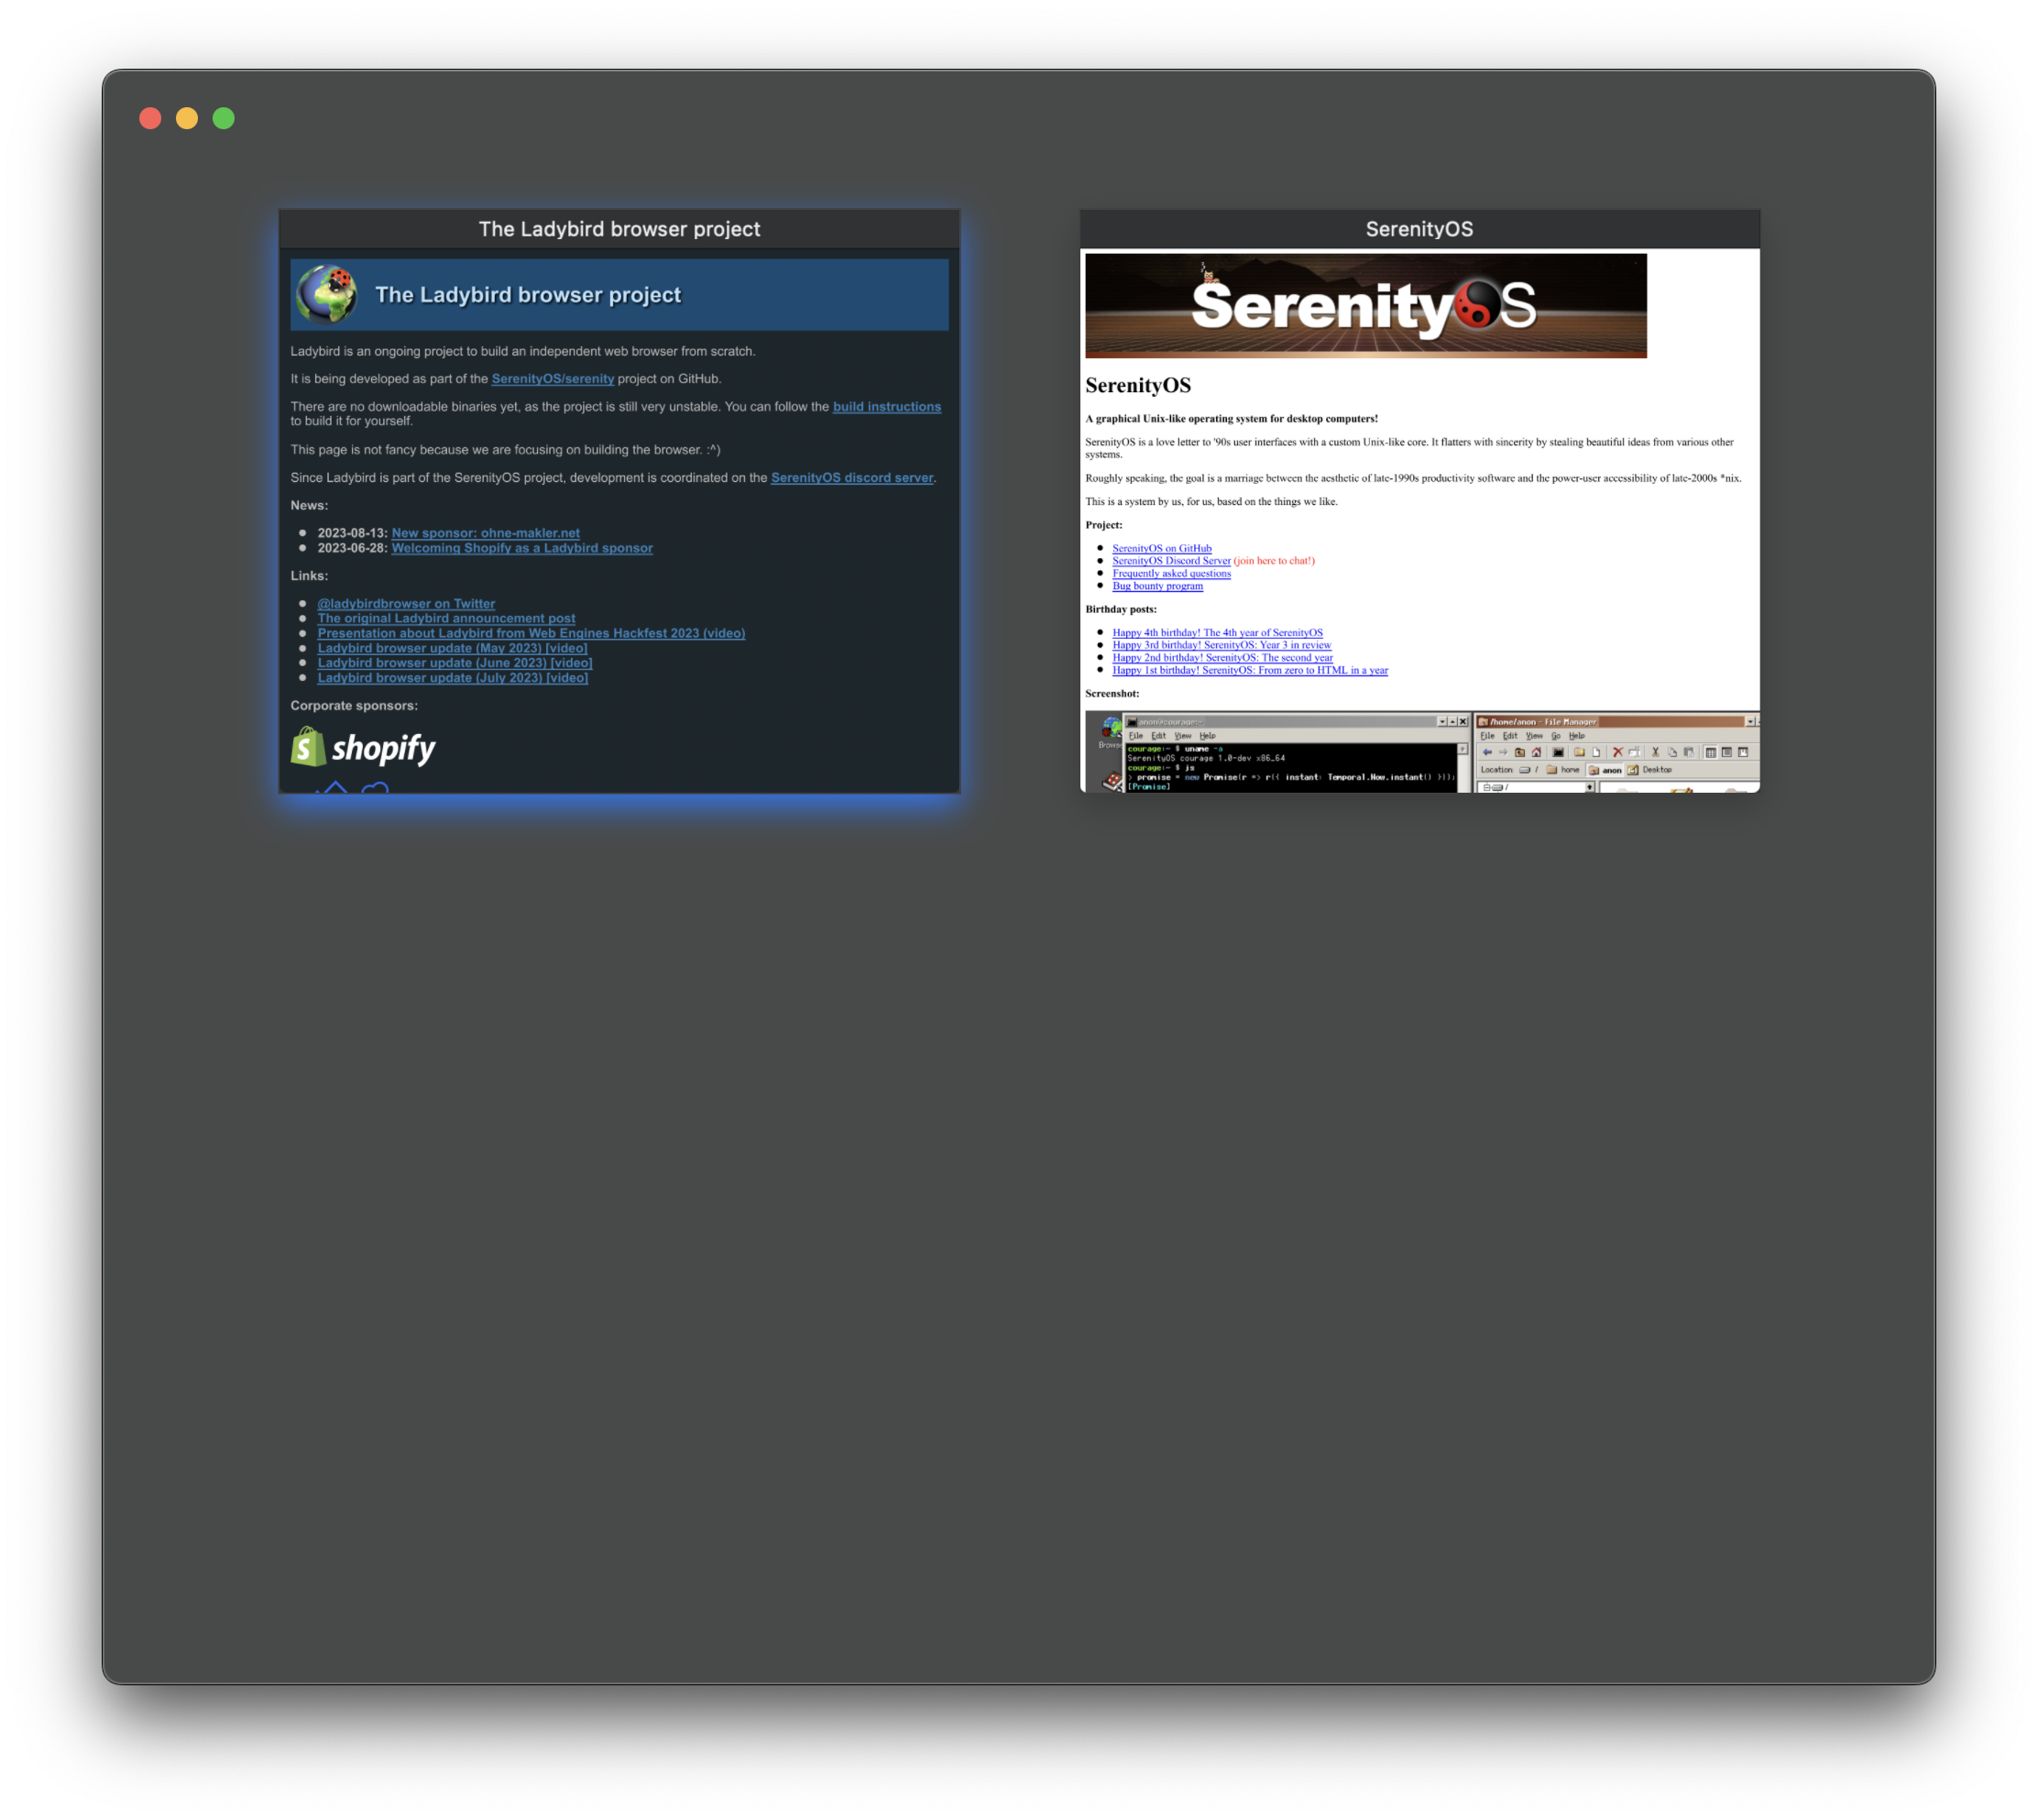 The Ladybird browser project
The Ladybird browser project
Ladybird is an ongoing project to build an independent web browser from scratch.
It is being developed as part of the SerenityOS/serenity project on GitHub.
There are no downloadable binaries yet, as the project is still very unstable. You can follow the build instructions
to build it for yourself.
This page is not fancy because we are focusing on building the browser. :^)
Since Ladybird is part of the SerenityOS project, development is coordinated on the SerenityOS discord server.
News:
2023-08-13: New sponsor: ohne-makler.net
2023-06-28: Welcoming Shopify as a Ladybird sponsor
Links:
@ladybirdbrowser on Twitter
The original Ladybird announcement post
Presentation about Ladybird from Web Engines Hackfest 2023 (video)
Ladybird browser update (May 2023) [video]
Ladybird browser update (June 2023) [video]
Ladybird browser update (July 2023) [video]
Corporate sponsors:
shopify
SerenityOS
SerenityOS
SerenityOS
A graphical Unix-like operating system for desktop computers!
SerenityOS is a love letter to '90s user interfaces with a custom Unix-like core. It flatters with sincerity by stealing beautiful ideas from various other
systems.
Roughly speaking, the goal is a marriage between the aesthetic of late-1990s productivity software and the power-user accessibility of late-2000s *nix.
This is a system by us, for us, based on the things we like.
Project:
SerenityOS on GitHub
SerenityOS Discord Server (join here to chat!)
Frequently asked questions
Bug bounty program
Birthday posts:
Happy 4th birthday! The 4th year of SerenityOS
Happy 3rd birthday! SerenityOS: Year 3 in review
Happy 2nd birthday! SerenityOS: The second year
Happy 1st birthday! SerenityOS: From zero to HTML in a year
Screenshot:
anon@courage:~
File Edit View Help
courage:~ $ uname -a
SerenityOS courage 1.0-dev x86_64
courage:~ $ js
> promise = new Promise(r => r({ instant: Temporal.Now.instant() }));
[Promise]
/home/anon - File Manager
File Edit View Go Help
Location: / home anon Desktop
/